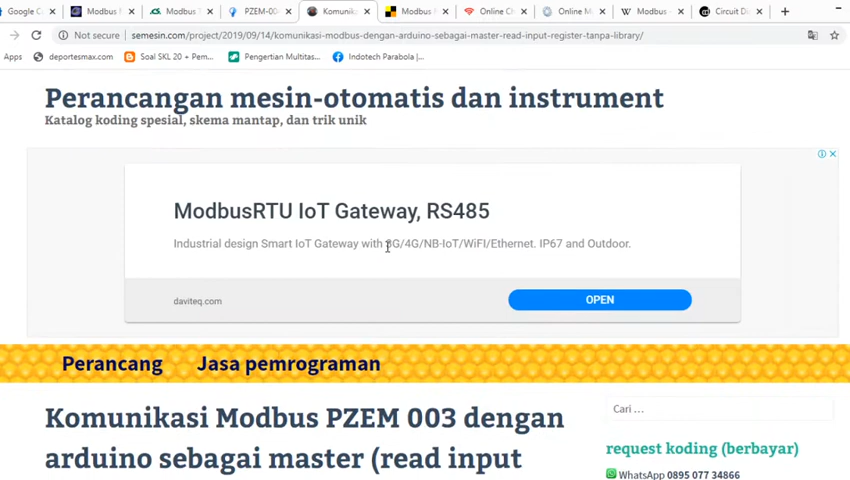 Google C
Modbus M
Modbus T
PZEM-00
Komunika
Modbus M
Online Ch
Online M
Modbus -
Circuit De
Not secure
semesin.com/project/2019/09/14/komunikasi-modbus-dengan-arduino-sebagai-master-read-input-register-tanpa-library/
Apps
deportesmax.com
Soal SKL 20 + Pem...
Pengertian Multitas...
Indotech Parabola |...
Perancangan mesin-otomatis dan instrument
Katalog koding spesial, skema mantap, dan trik unik
ModbusRTU IoT Gateway, RS485
Industrial design Smart IoT Gateway with 3G/4G/NB-IoT/WiFI/Ethernet. IP67 and Outdoor.
daviteq.com
OPEN
Perancang
Jasa pemrograman
Komunikasi Modbus PZEM 003 dengan
arduino sebagai master (read input
Cari …
request koding (berbayar)
WhatsApp 0895 077 34866